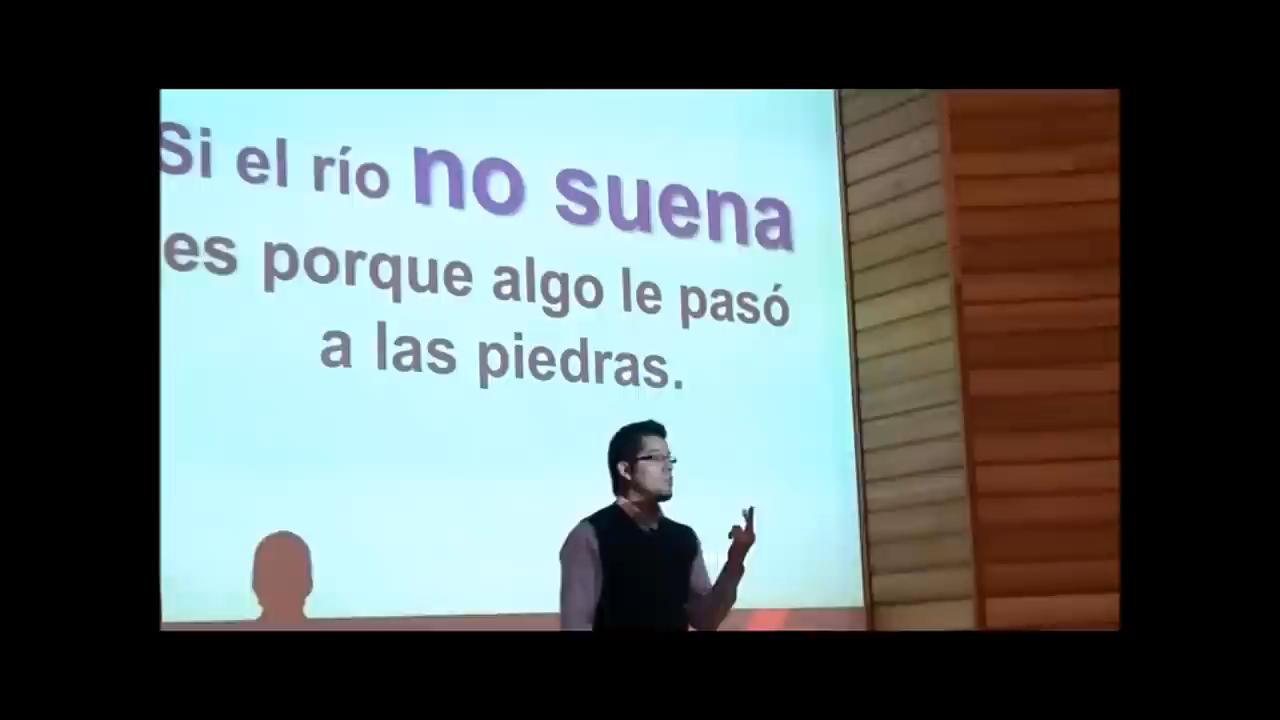 Si el río no suena
es porque algo le pasó
a las piedras.